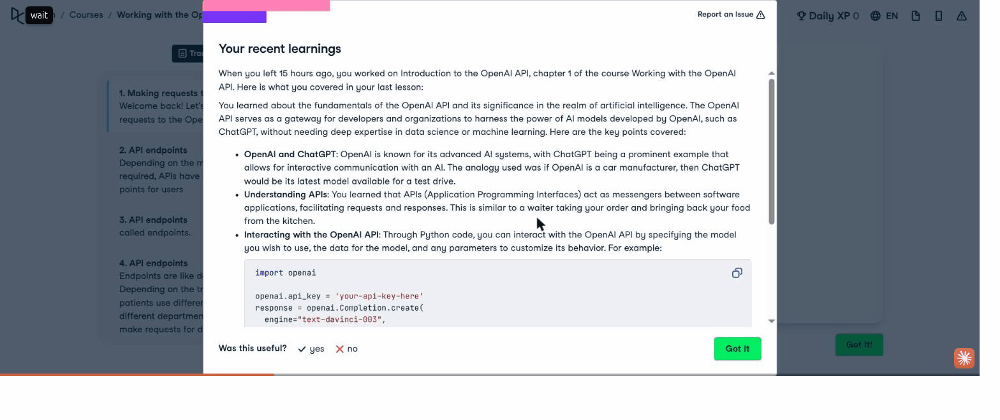 wait
/ Courses / Working with the Op
Report an Issue
Daily XP 0
EN
Tran
Your recent learnings
When you left 15 hours ago, you worked on Introduction to the OpenAI API, chapter 1 of the course Working with the OpenAI
API. Here is what you covered in your last lesson:
You learned about the fundamentals of the OpenAI API and its significance in the realm of artificial intelligence. The OpenAI
API serves as a gateway for developers and organizations to harness the power of AI models developed by OpenAI, such as
ChatGPT, without needing deep expertise in data science or machine learning. Here are the key points covered:
• OpenAI and ChatGPT: OpenAI is known for its advanced AI systems, with ChatGPT being a prominent example that
allows for interactive communication with an AI. The analogy used was if OpenAI is a car manufacturer, then ChatGPT
would be its latest model available for a test drive.
• Understanding APIs: You learned that APIs (Application Programming Interfaces) act as messengers between software
applications, facilitating requests and responses. This is similar to a waiter taking your order and bringing back your food
from the kitchen.
• Interacting with the OpenAI API: Through Python code, you can interact with the OpenAI API by specifying the model
you wish to use, the data for the model, and any parameters to customize its behavior. For example:
import openai
openai.api_key = 'your-api-key-here'
response = openai.Completion.create(
engine="text-davinci-003",
Was this useful?
yes
no
Got It
1. Making requests t
Welcome back! Let's
requests to the Ope
2. API endpoints
Depending on the m
required, APIs have
points for users
3. API endpoints
called endpoints.
4. API endpoints
Endpoints are like d
Depending on the tr
patients use differen
different departmen
make requests for d
Got It!